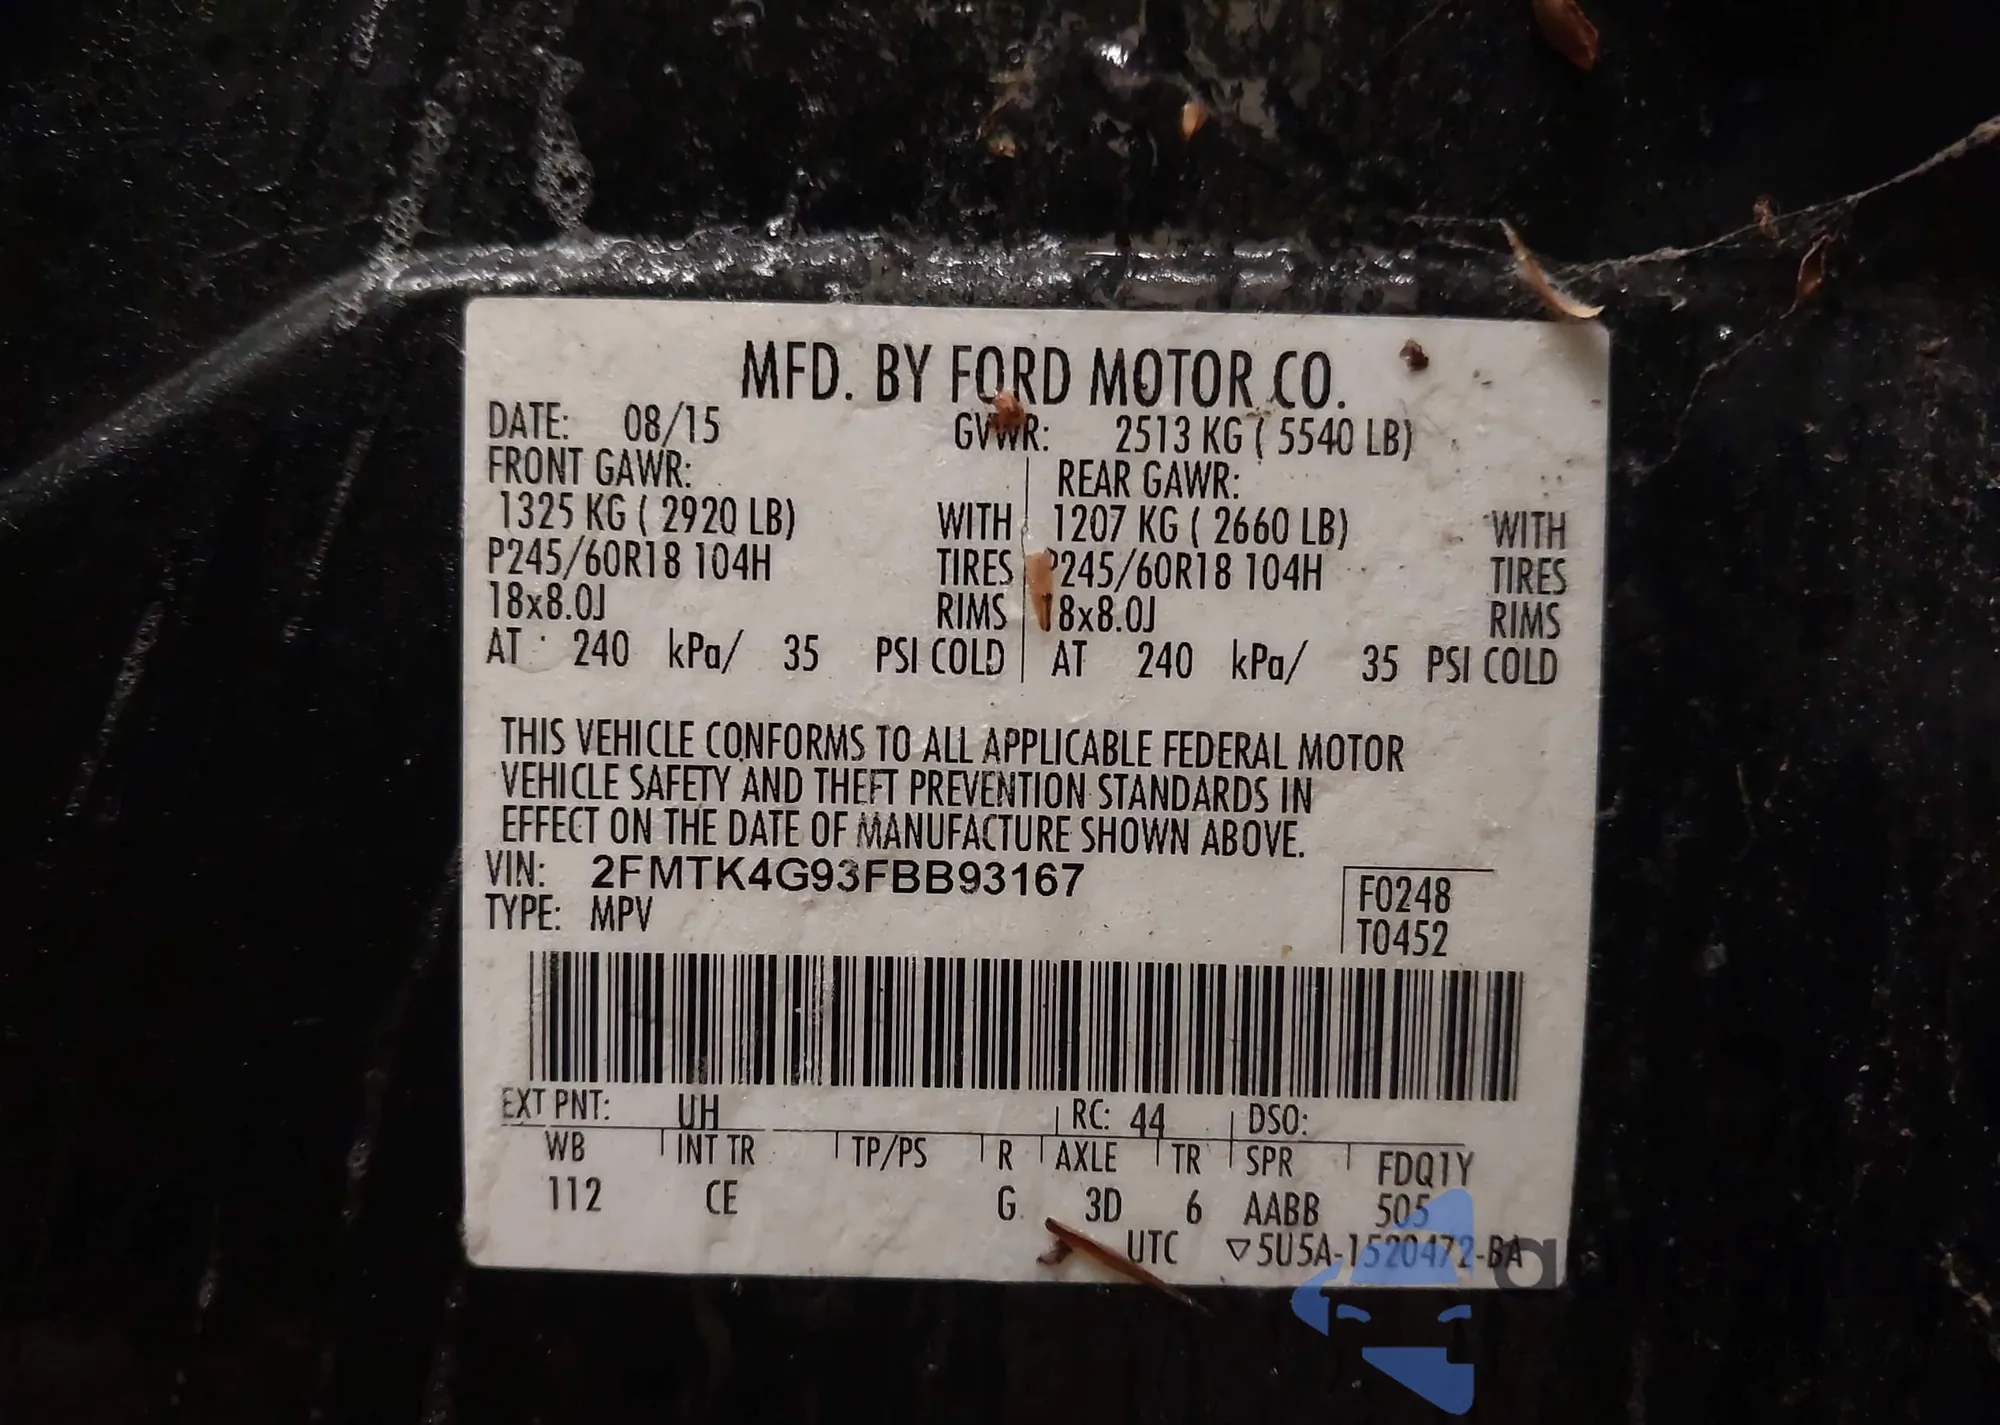 MFD. BY FORD MOTOR CO.
DATE: 08/15 GVWR: 2513 KG ( 5540 LB)
FRONT GAWR: REAR GAWR:
1325 KG ( 2920 LB) WITH 1207 KG ( 2660 LB) WITH
P245/60R18 104H TIRES P245/60R18 104H TIRES
18x8.0J RIMS 18x8.0J RIMS
AT 240 kPa/ 35 PSI COLD AT 240 kPa/ 35 PSI COLD
THIS VEHICLE CONFORMS TO ALL APPLICABLE FEDERAL MOTOR
VEHICLE SAFETY AND THEFT PREVENTION STANDARDS IN
EFFECT ON THE DATE OF MANUFACTURE SHOWN ABOVE.
VIN: 2FMTK4G93FBB93167
TYPE: MPV
F0248
T0452
EXT PNT: UH RC: 44 DSO:
WB INT TR TP/PS R AXLE TR SPR FDQ1Y
112 CE G 3D 6 AABB 505
UTC ▽5U5A-1520472-BA